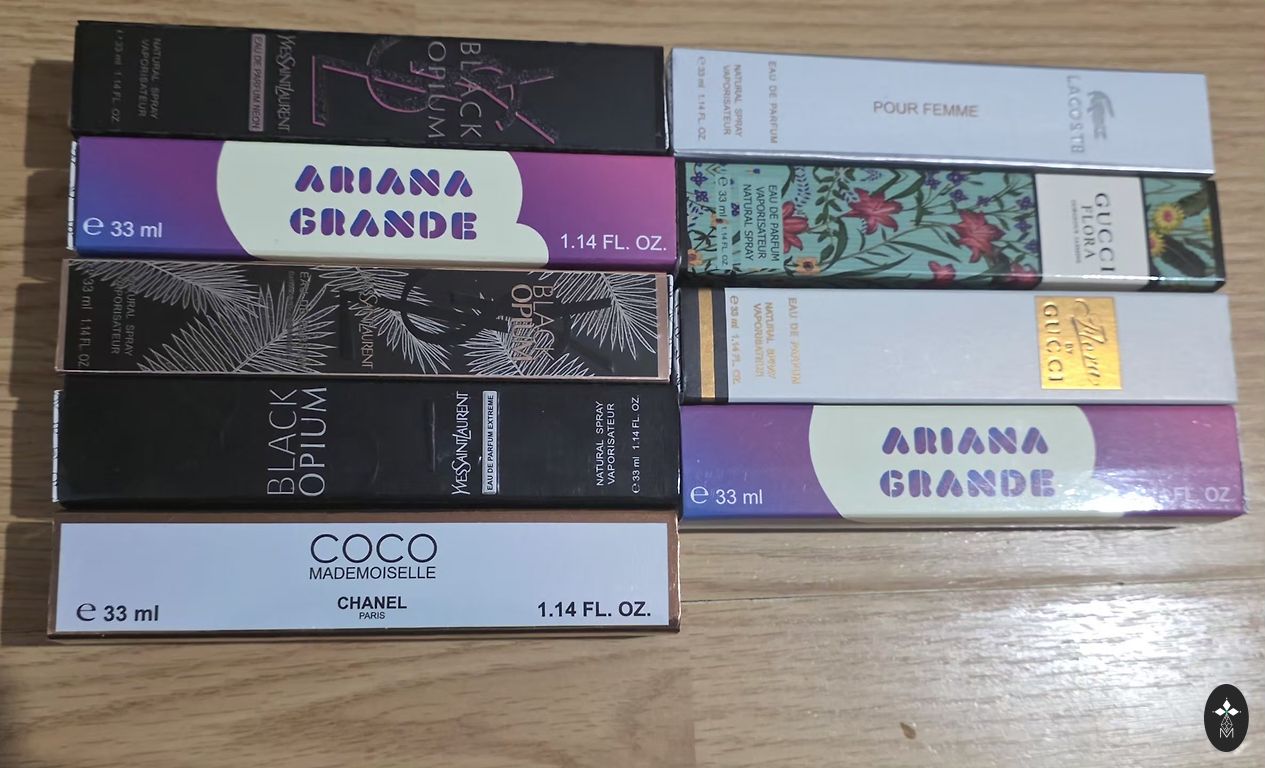 BLACK
OPIUM
YVESSAINTLAURENT
EAU DE PARFUM NEON
NATURAL SPRAY
VAPORISATEUR
33 ml 1.14 FL. OZ.
ARIANA
GRANDE
e 33 ml
1.14 FL. OZ.
BLACK
OPIUM
SAINTLAURENT
SPRAY
33 ml 1.14 FL. OZ
BLACK
OPIUM
YVESSAINTLAURENT
EAU DE PARFUM EXTREME
NATURAL SPRAY
VAPORISATEUR
e 33 ml 1.14 FL. OZ.
COCO
MADEMOISELLE
CHANEL
PARIS
e 33 ml
1.14 FL. OZ.
LACOSTE
POUR FEMME
EAU DE PARFUM
NATURAL SPRAY
VAPORISATEUR
e 33 ml 1.14 FL. OZ.
GUCCI
FLORA
EAU DE PARFUM
VAPORISATEUR
NATURAL SPRAY
e 33 ml 1.14 FL. OZ
Flora
BY
GUCCI
EAU DE PARFUM
NATURAL SPRAY
VAPORISATEUR
e 33 ml 1.14 FL. OZ.
ARIANA
GRANDE
e 33 ml
FL. OZ
M